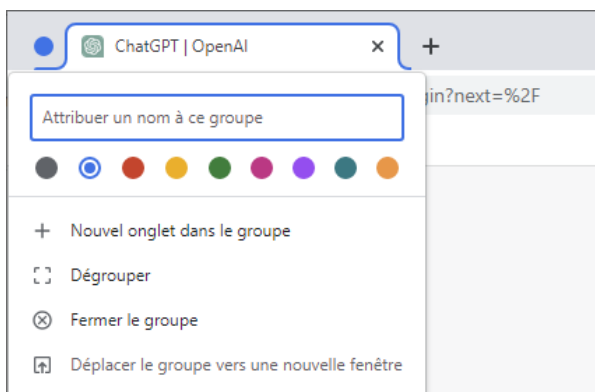 ChatGPT | OpenAI
jin?next=%2F
Attribuer un nom à ce groupe
Nouvel onglet dans le groupe
Dégrouper
Fermer le groupe
Déplacer le groupe vers une nouvelle fenêtre